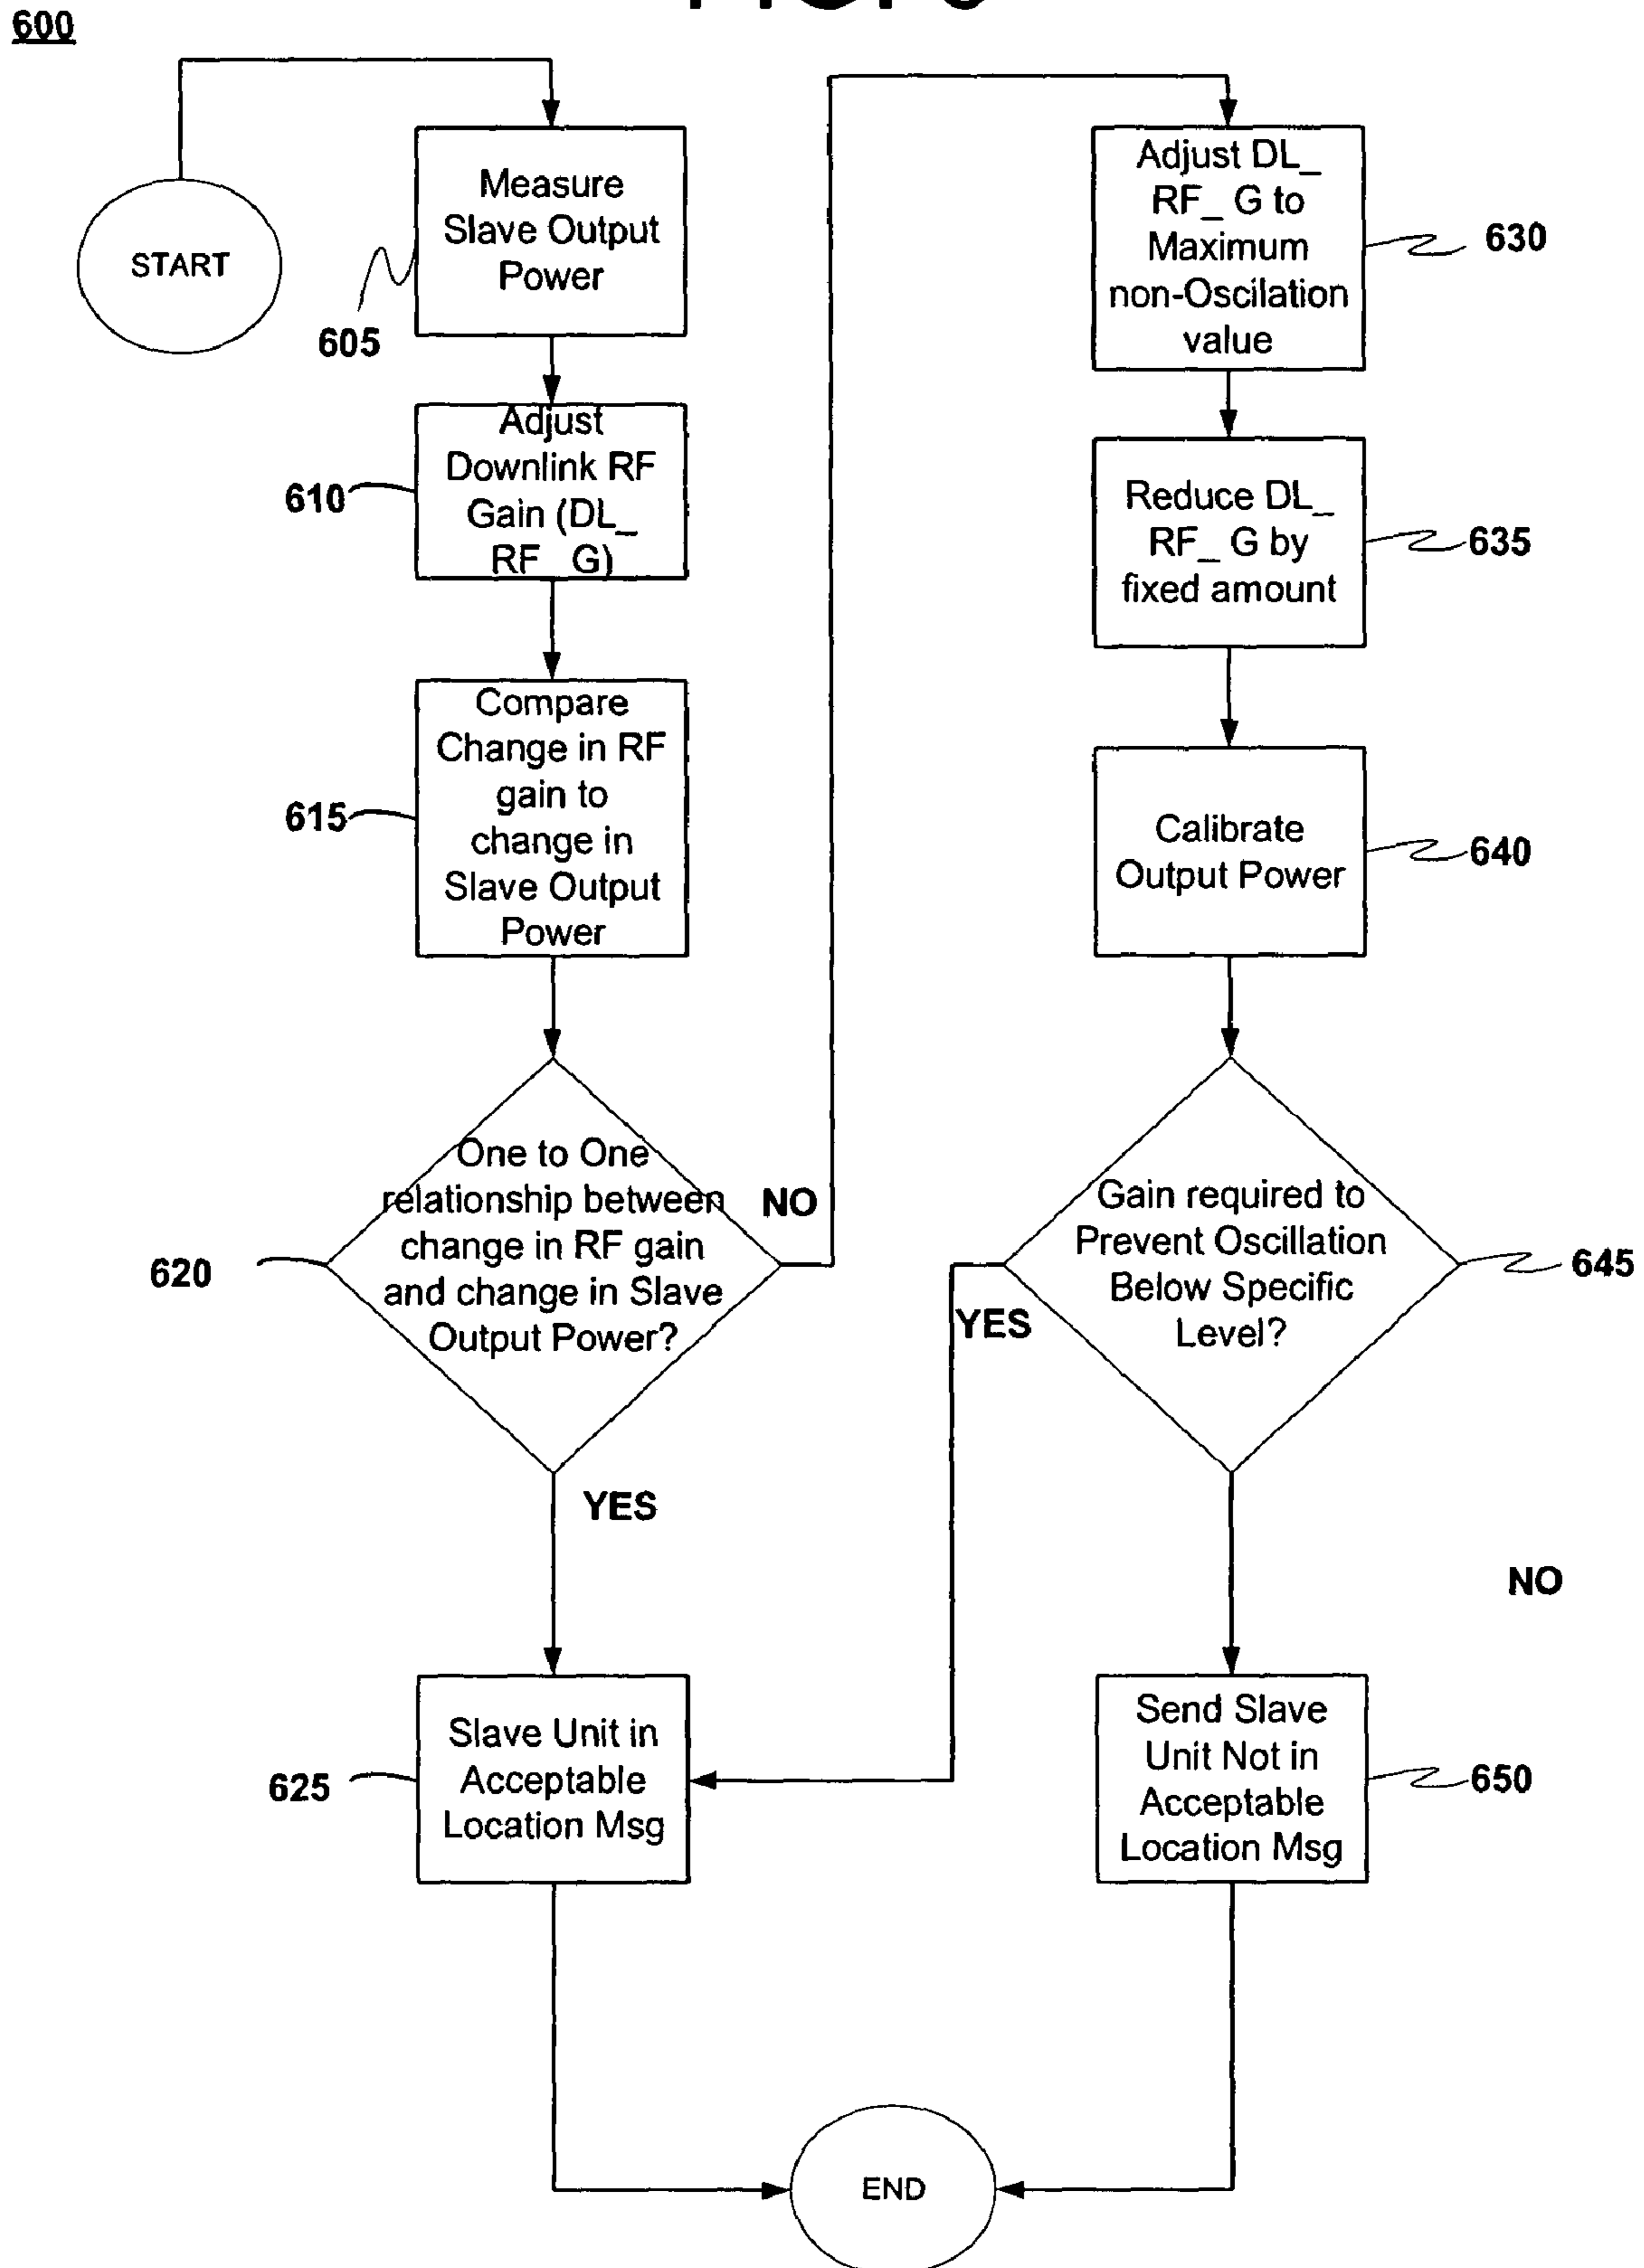 600
START
Measure
Slave Output
Power
605
Adjust
Downlink RF
Gain (DL_
RF_ G)
610
Compare
Change in RF
gain to
change in
Slave Output
Power
615
One to One
relationship between
change in RF gain
and change in Slave
Output Power?
620
NO
YES
Slave Unit in
Acceptable
Location Msg
625
Adjust DL_
RF_ G to
Maximum
non-Oscilation
value
630
Reduce DL_
RF_ G by
fixed amount
635
Calibrate
Output Power
640
Gain required to
Prevent Oscillation
Below Specific
Level?
645
YES
NO
Send Slave
Unit Not in
Acceptable
Location Msg
650
END